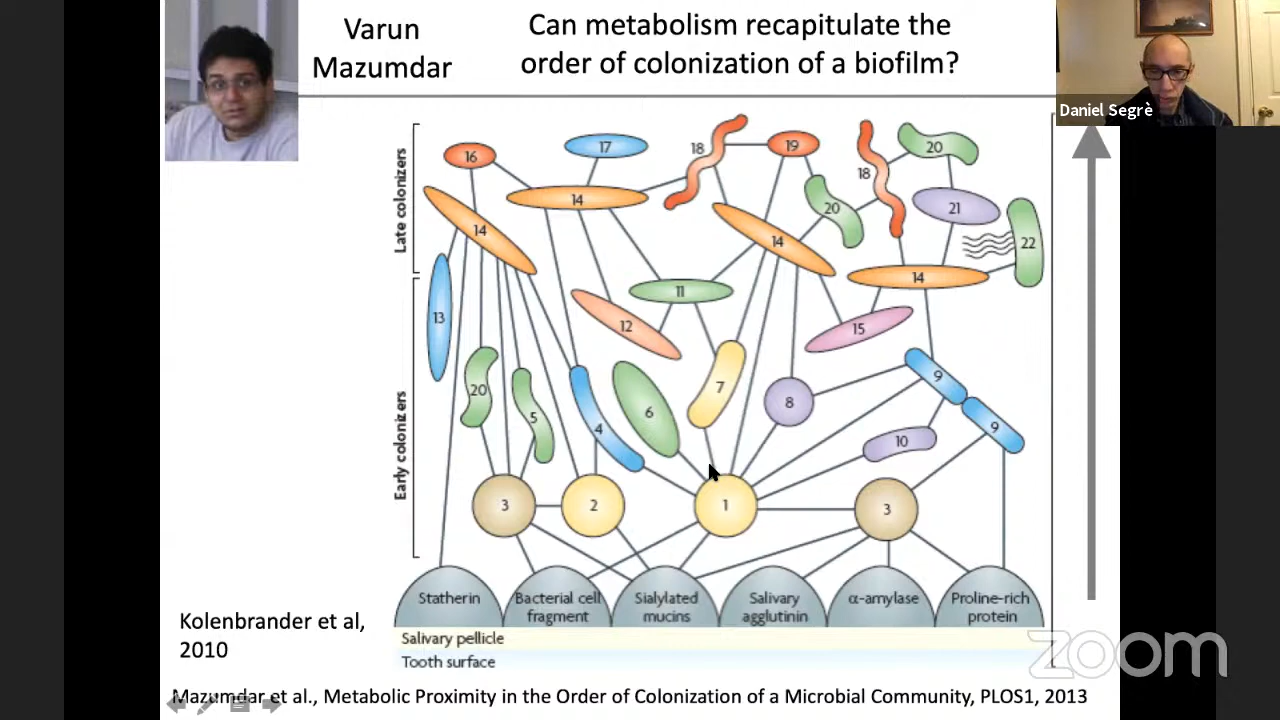 Varun
Mazumdar
Can metabolism recapitulate the
order of colonization of a biofilm?
Daniel Segrè
Late colonizers
Early colonizers
16
17
18
19
18
20
14
14
20
21
14
14
22
11
13
12
15
20
5
4
6
7
8
9
9
10
3
2
1
3
Statherin
Bacterial cell
fragment
Sialylated
mucins
Salivary
agglutinin
α-amylase
Proline-rich
protein
Salivary pellicle
Tooth surface
Kolenbrander et al,
2010
zoom
Mazumdar et al., Metabolic Proximity in the Order of Colonization of a Microbial Community, PLOS1, 2013